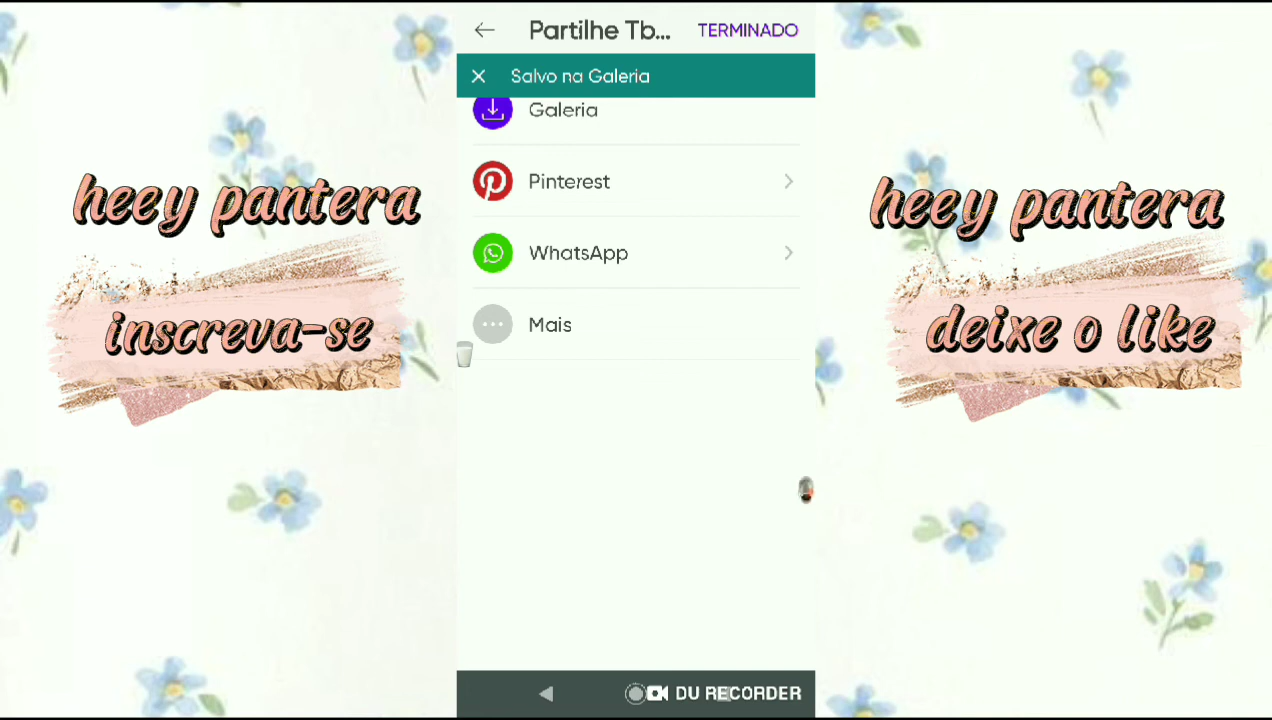 Partilhe Tb... TERMINADO
Salvo na Galeria
Galeria
Pinterest
WhatsApp
Mais
heey pantera
inscreva-se
heey pantera
deixe o like
DU RECORDER